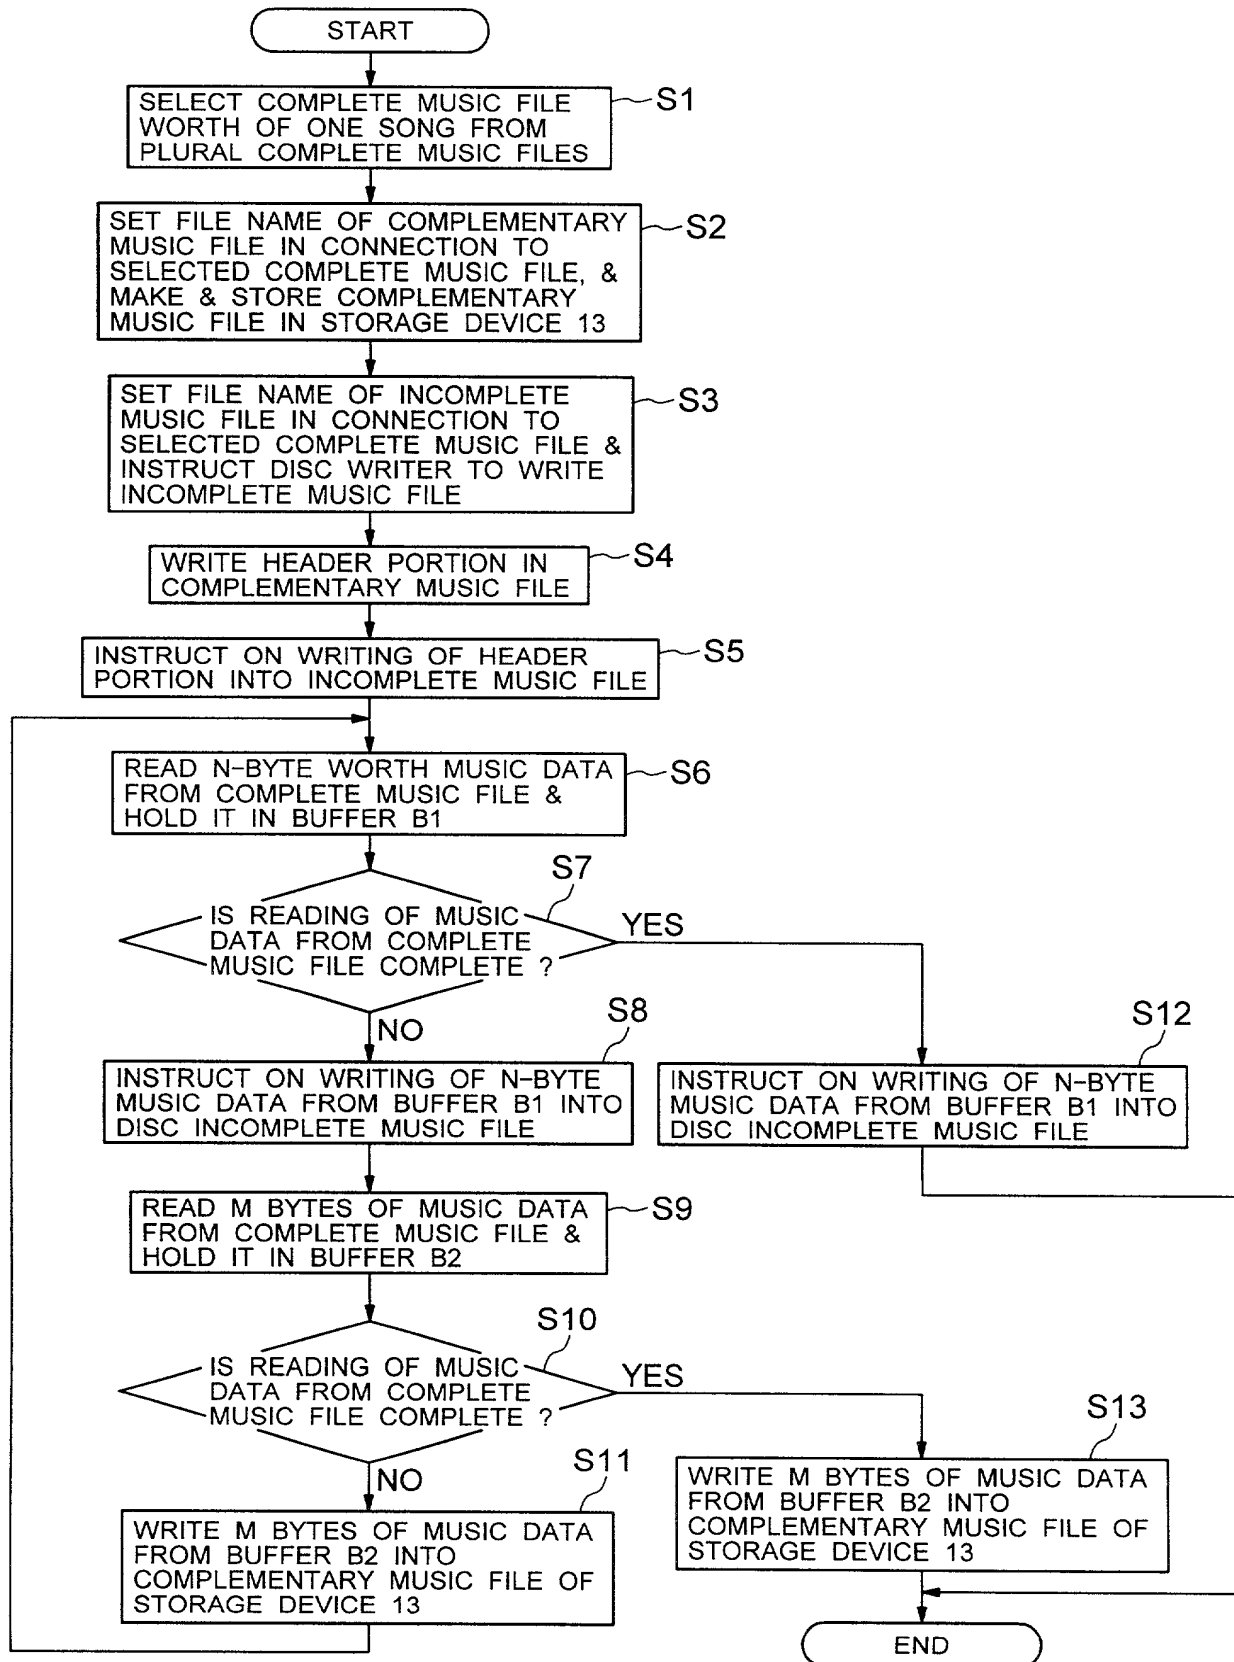 START
S1
SELECT COMPLETE MUSIC FILE
WORTH OF ONE SONG FROM
PLURAL COMPLETE MUSIC FILES
S2
SET FILE NAME OF COMPLEMENTARY
MUSIC FILE IN CONNECTION TO
SELECTED COMPLETE MUSIC FILE, &
MAKE & STORE COMPLEMENTARY
MUSIC FILE IN STORAGE DEVICE 13
S3
SET FILE NAME OF INCOMPLETE
MUSIC FILE IN CONNECTION TO
SELECTED COMPLETE MUSIC FILE &
INSTRUCT DISC WRITER TO WRITE
INCOMPLETE MUSIC FILE
S4
WRITE HEADER PORTION IN
COMPLEMENTARY MUSIC FILE
S5
INSTRUCT ON WRITING OF HEADER
PORTION INTO INCOMPLETE MUSIC FILE
S6
READ N-BYTE WORTH MUSIC DATA
FROM COMPLETE MUSIC FILE &
HOLD IT IN BUFFER B1
S7
IS READING OF MUSIC
DATA FROM COMPLETE
MUSIC FILE COMPLETE ?
YES
NO
S8
INSTRUCT ON WRITING OF N-BYTE
MUSIC DATA FROM BUFFER B1 INTO
DISC INCOMPLETE MUSIC FILE
S12
INSTRUCT ON WRITING OF N-BYTE
MUSIC DATA FROM BUFFER B1 INTO
DISC INCOMPLETE MUSIC FILE
S9
READ M BYTES OF MUSIC DATA
FROM COMPLETE MUSIC FILE &
HOLD IT IN BUFFER B2
S10
IS READING OF MUSIC
DATA FROM COMPLETE
MUSIC FILE COMPLETE ?
YES
NO
S11
WRITE M BYTES OF MUSIC DATA
FROM BUFFER B2 INTO
COMPLEMENTARY MUSIC FILE OF
STORAGE DEVICE 13
S13
WRITE M BYTES OF MUSIC DATA
FROM BUFFER B2 INTO
COMPLEMENTARY MUSIC FILE OF
STORAGE DEVICE 13
END